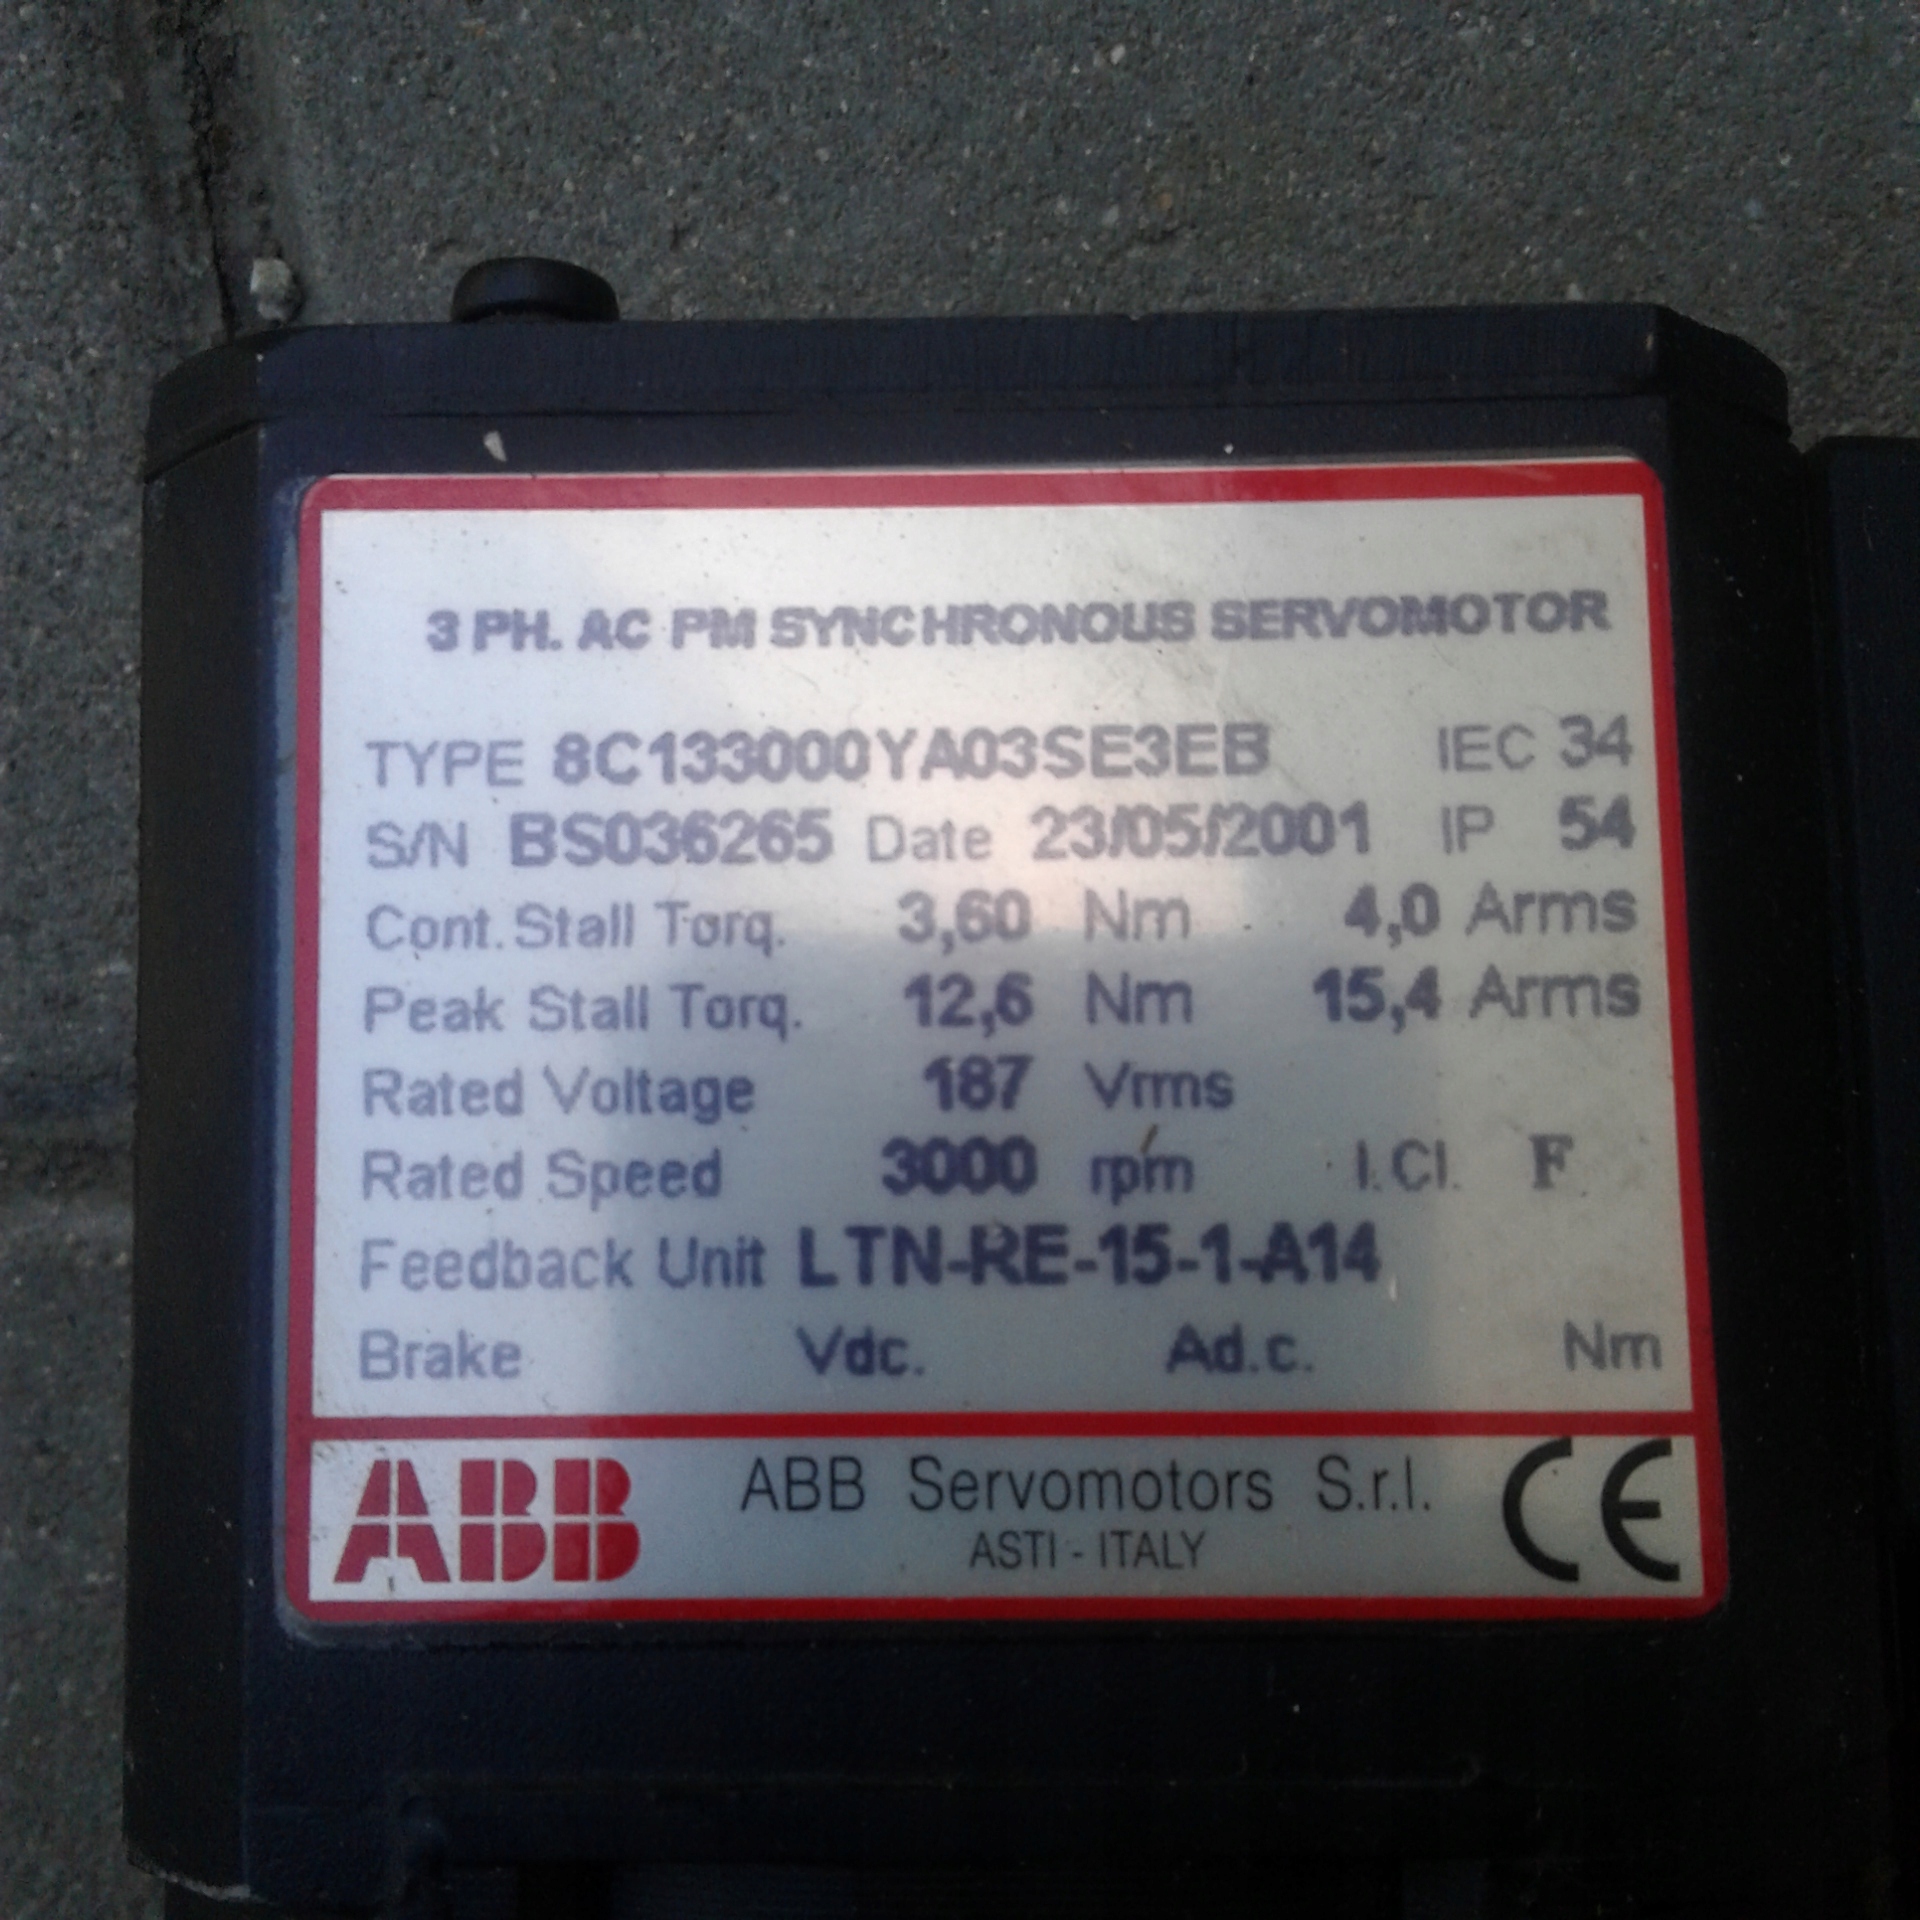 3 PH. AC PM SYNCHRONOUS SERVOMOTOR
TYPE 8C133000YA03SE3EB IEC 34
S/N BS036265 Date 23/05/2001 IP 54
Cont. Stall Torq. 3,60 Nm 4,0 Arms
Peak Stall Torq. 12,6 Nm 15,4 Arms
Rated Voltage 187 Vrms
Rated Speed 3000 rpm I.Cl. F
Feedback Unit LTN-RE-15-1-A14
Brake Vdc. Ad.c. Nm
ABB ABB Servomotors S.r.l. CE
ASTI - ITALY